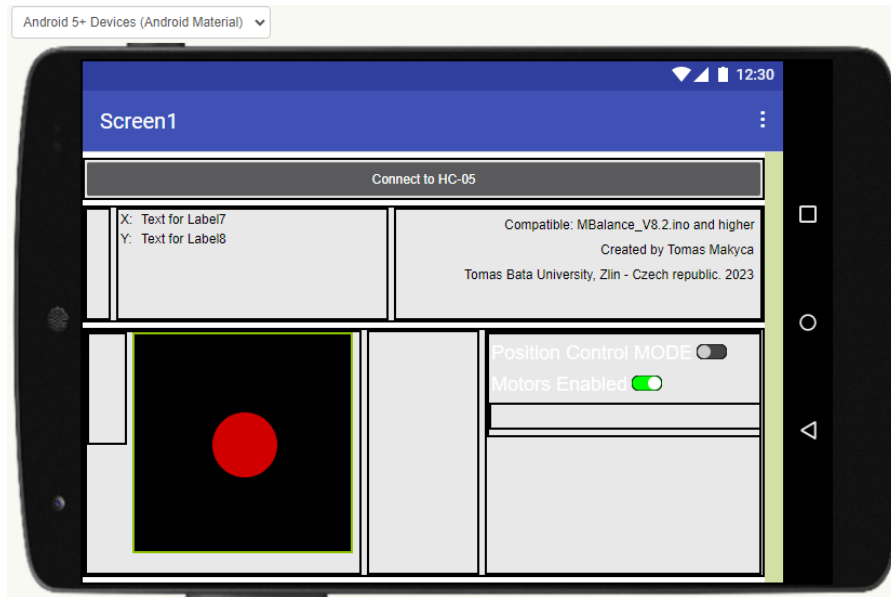 Android 5+ Devices (Android Material)
12:30
Screen1
Connect to HC-05
X: Text for Label7
Y: Text for Label8
Compatible: MBalance_V8.2.ino and higher
Created by Tomas Makyca
Tomas Bata University, Zlin - Czech republic. 2023
Position Control MODE
Motors Enabled